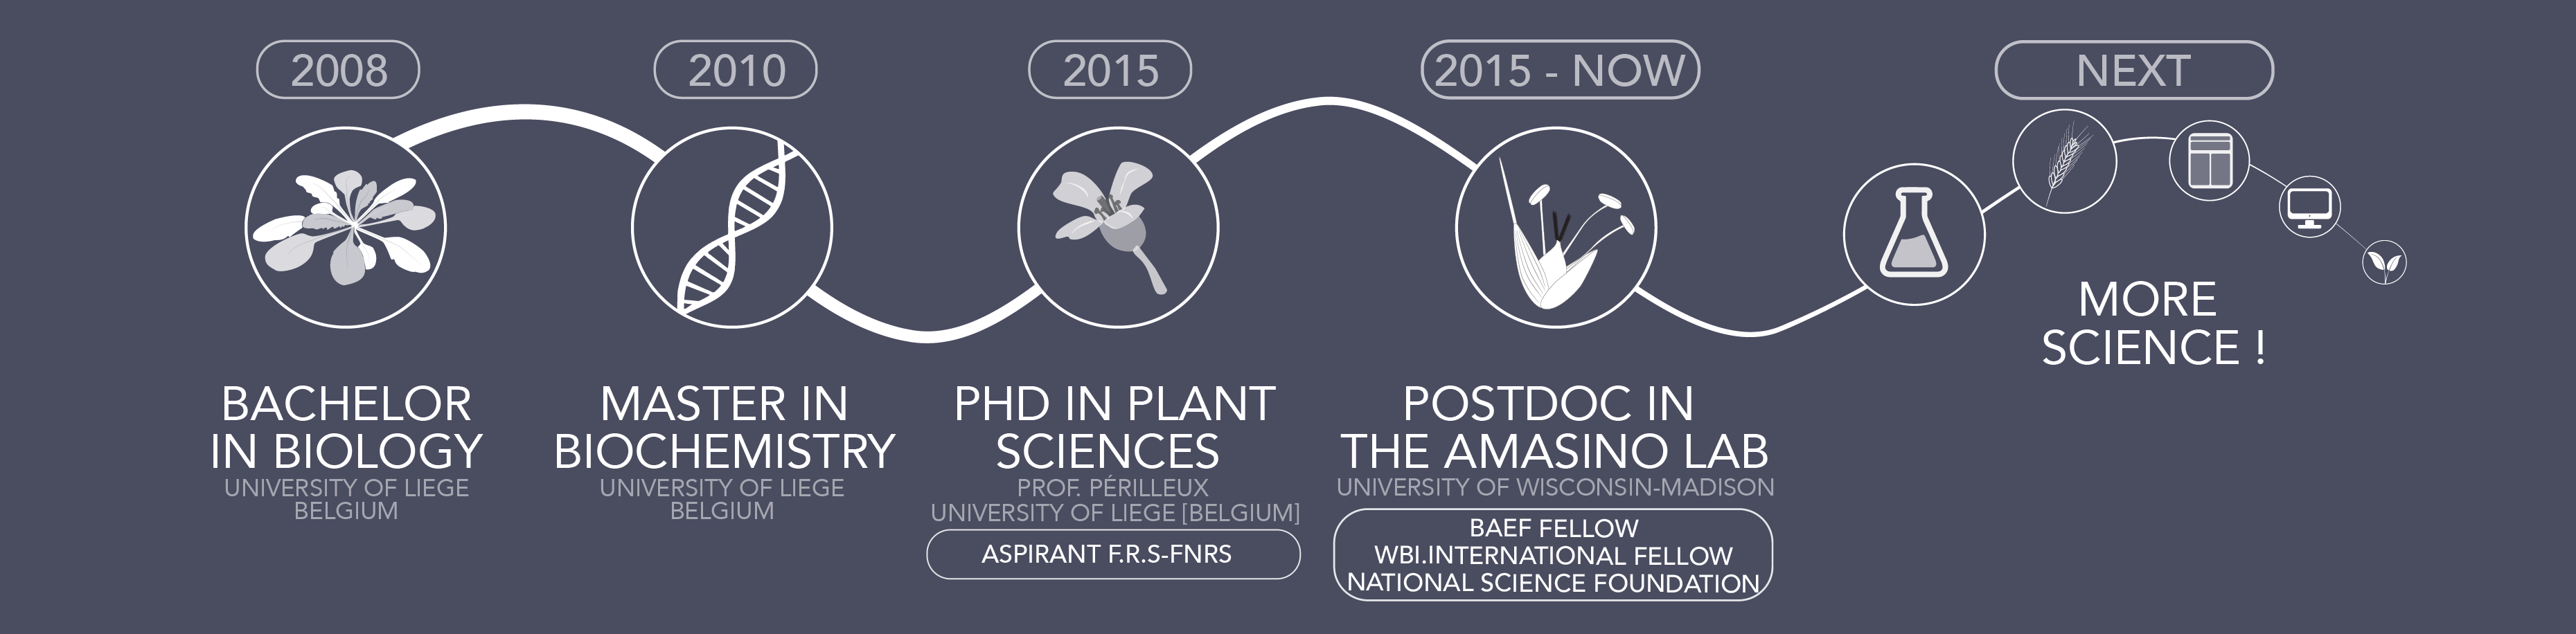 2008
2010
2015
2015 - NOW
NEXT
BACHELOR
IN BIOLOGY
UNIVERSITY OF LIEGE
BELGIUM
MASTER IN
BIOCHEMISTRY
UNIVERSITY OF LIEGE
BELGIUM
PHD IN PLANT
SCIENCES
PROF. PÉRILLEUX
UNIVERSITY OF LIEGE [BELGIUM]
ASPIRANT F.R.S-FNRS
POSTDOC IN
THE AMASINO LAB
UNIVERSITY OF WISCONSIN-MADISON
BAEF FELLOW
WBI.INTERNATIONAL FELLOW
NATIONAL SCIENCE FOUNDATION
MORE
SCIENCE !